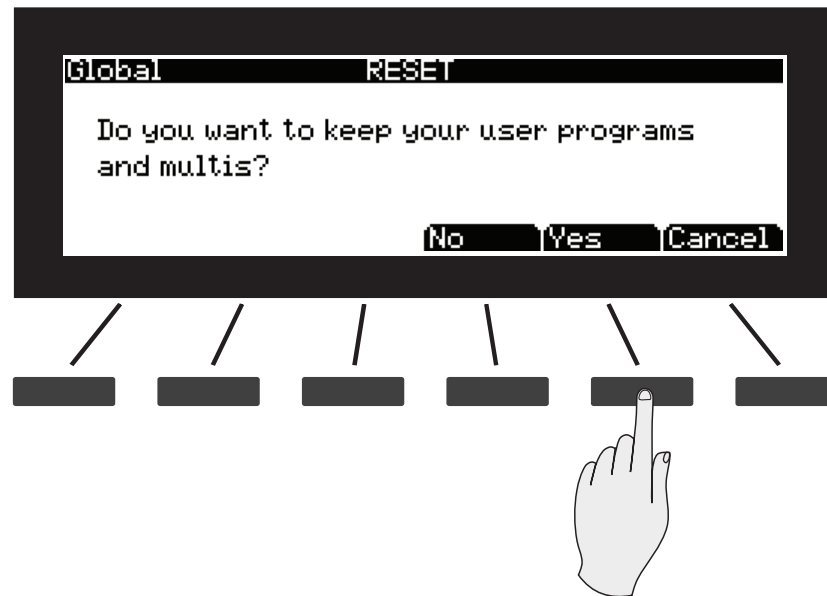 Global RESET
Do you want to keep your user programs
and multis?
No Yes Cancel